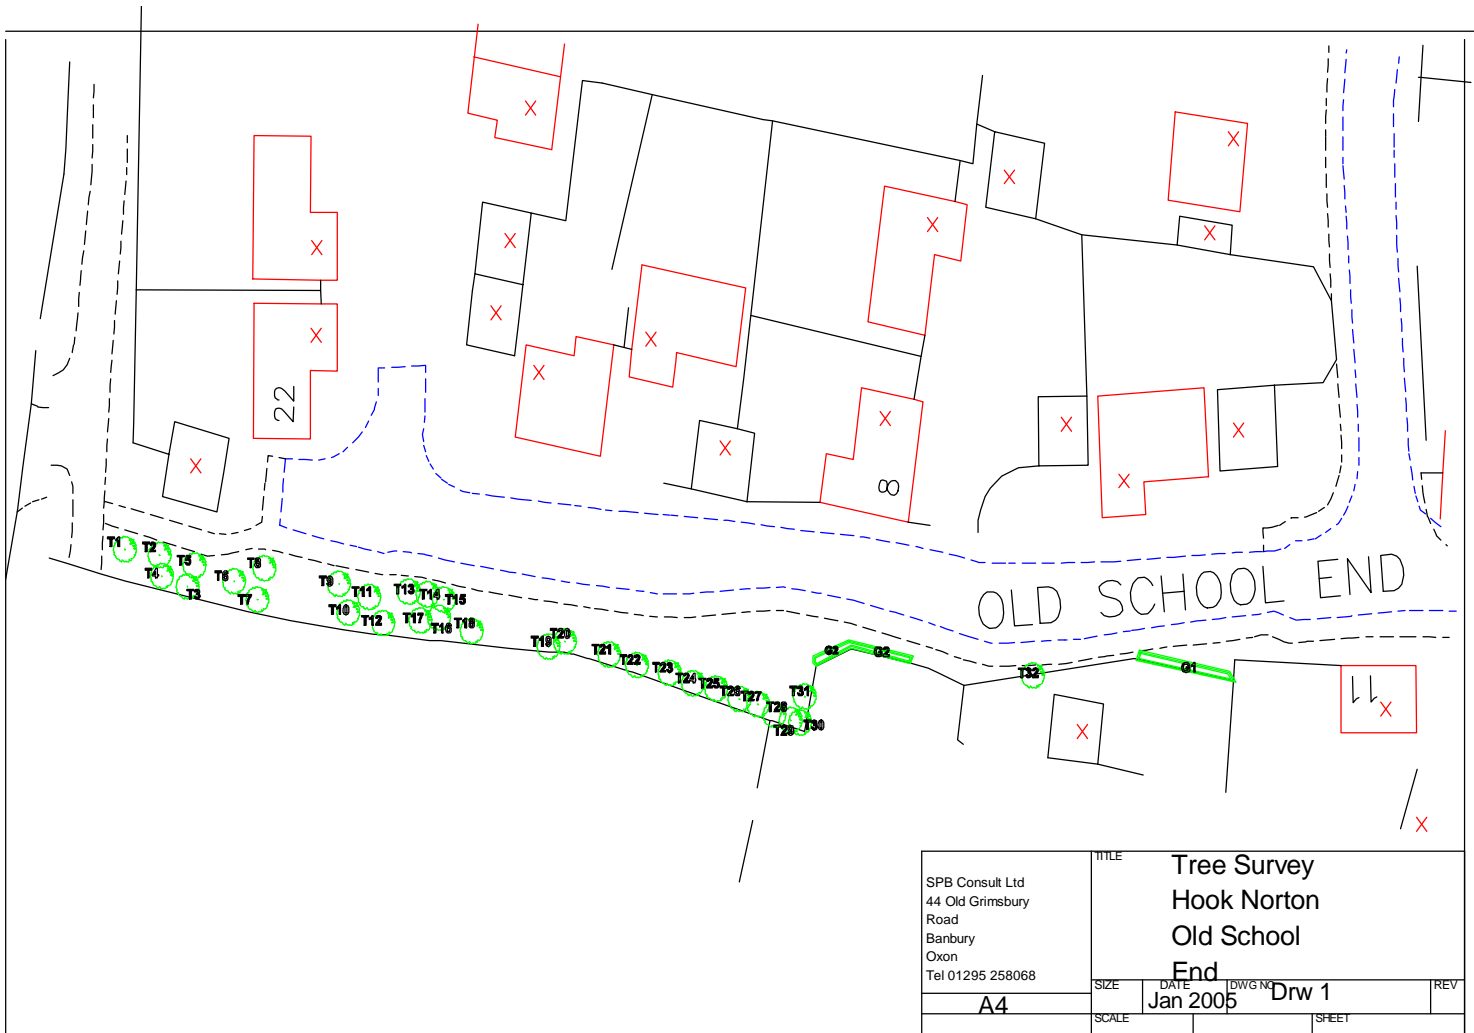 22
8
T1
T2
T5
T4
T3
T6
T8
T7
T9
T11
T10
T12
T13
T14
T15
T17
T16
T18
T19
T20
T21
T22
T23
T24
T25
T26
T27
T28
T29
T30
T31
G2
G2
T32
G1
OLD SCHOOL END
11
SPB Consult Ltd
44 Old Grimsbury
Road
Banbury
Oxon
Tel 01295 258068
A4
TITLE
Tree Survey
Hook Norton
Old School
End
SIZE
DATE
Jan 2005
DWG NO
Drw 1
REV
SCALE
SHEET